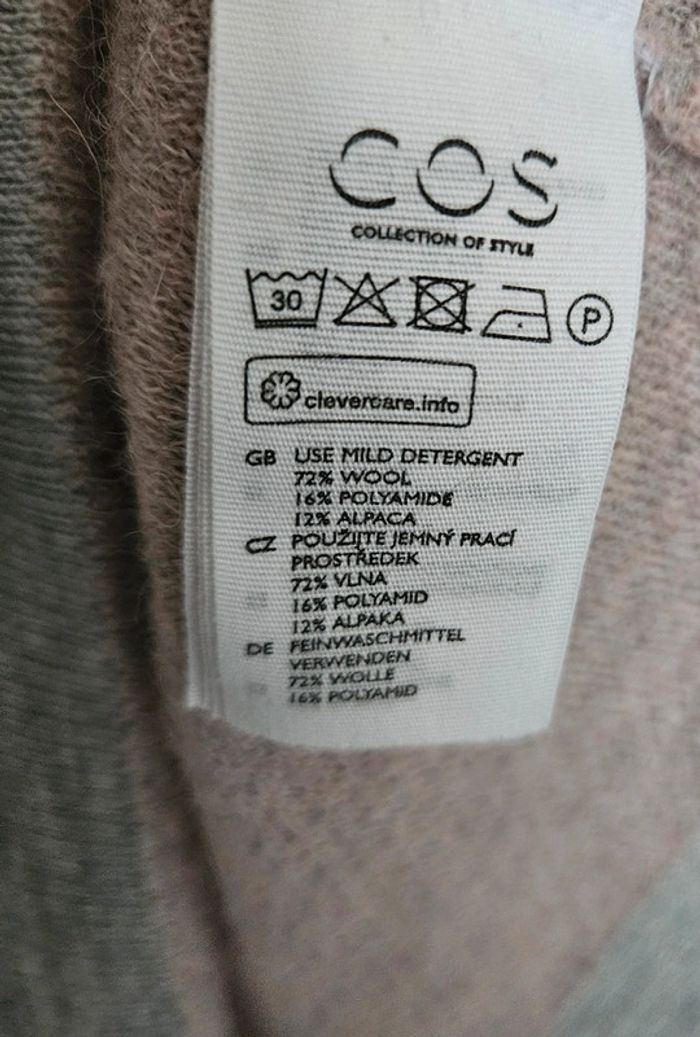 COS
COLLECTION OF STYLE
30 P
clevercare.info
GB USE MILD DETERGENT
72% WOOL
16% POLYAMIDE
12% ALPACA
CZ POUŽIJTE JEMNÝ PRACÍ
PROSTŘEDEK
72% VLNA
16% POLYAMID
12% ALPAKA
DE FEINWASCHMITTEL
VERWENDEN
72% WOLLE
16% POLYAMID